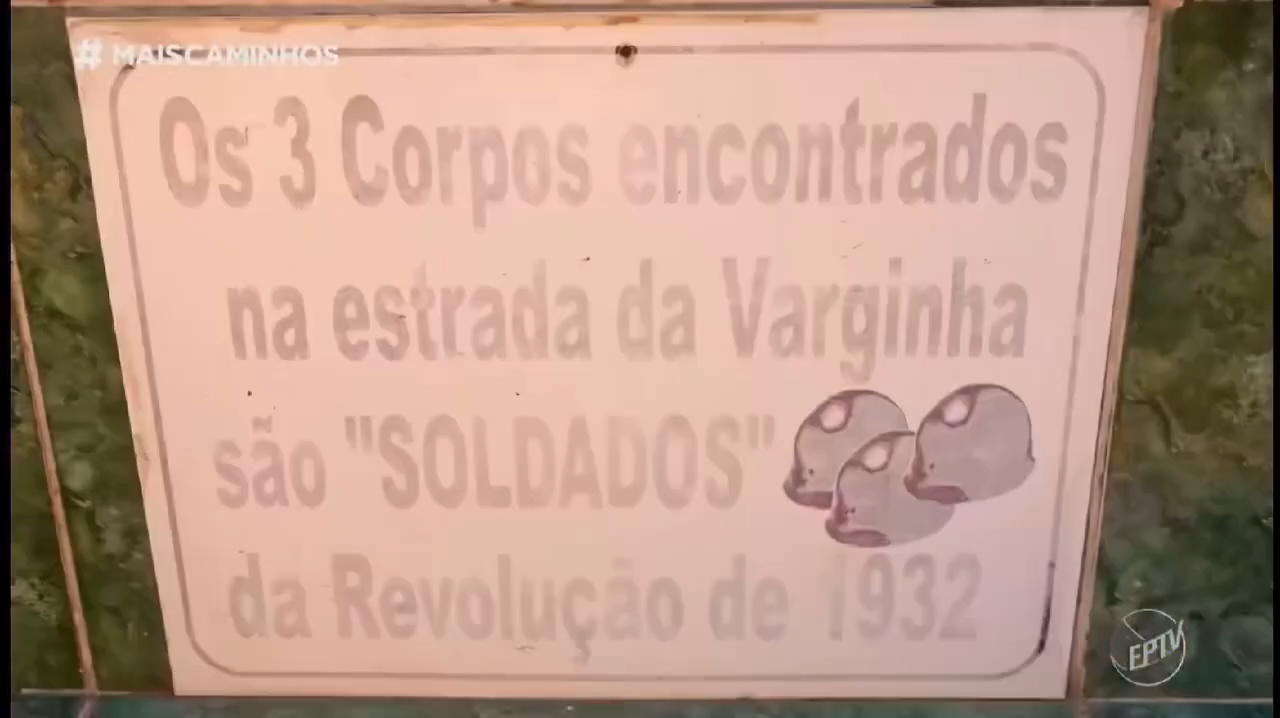 # MAISCAMINHOS
Os 3 Corpos encontrados
na estrada da Varginha
são "SOLDADOS"
da Revolução de 1932
EPTV